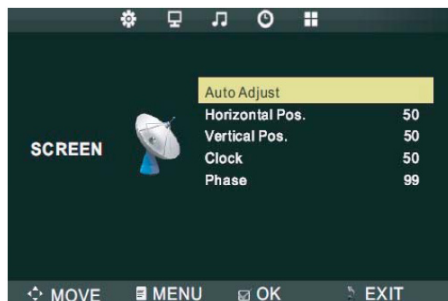 Auto Adjust
Horizontal Pos. 50
Vertical Pos. 50
SCREEN
Clock 50
Phase 99
MOVE MENU OK EXIT